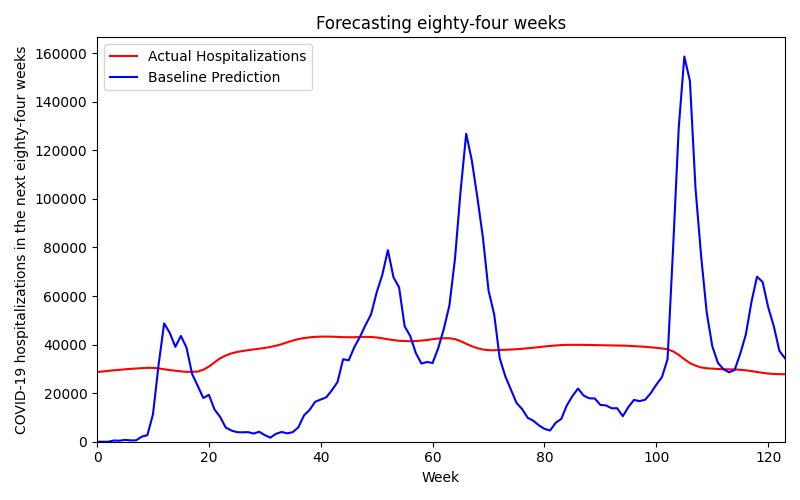 Forecasting eighty-four weeks
Actual Hospitalizations
Baseline Prediction
COVID-19 hospitalizations in the next eighty-four weeks
160000
140000
120000
100000
80000
60000
40000
20000
0
0 20 40 60 80 100 120
Week